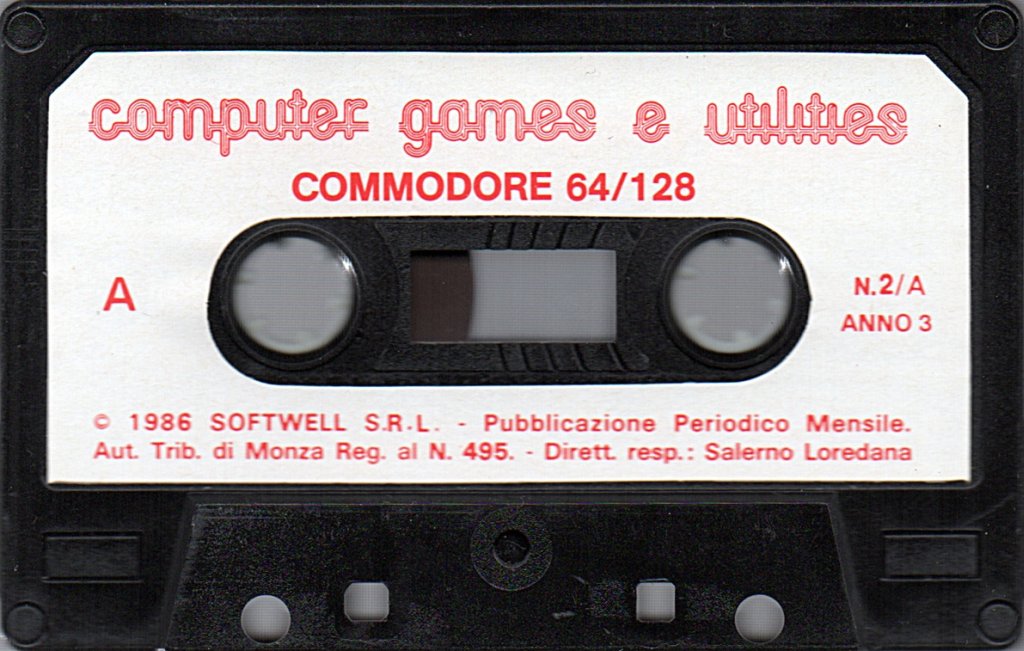 computer games e utilities
COMMODORE 64/128
A
N.2/A
ANNO 3
© 1986 SOFTWELL S.R.L. - Pubblicazione Periodico Mensile.
Aut. Trib. di Monza Reg. al N. 495. - Dirett. resp.: Salerno Loredana